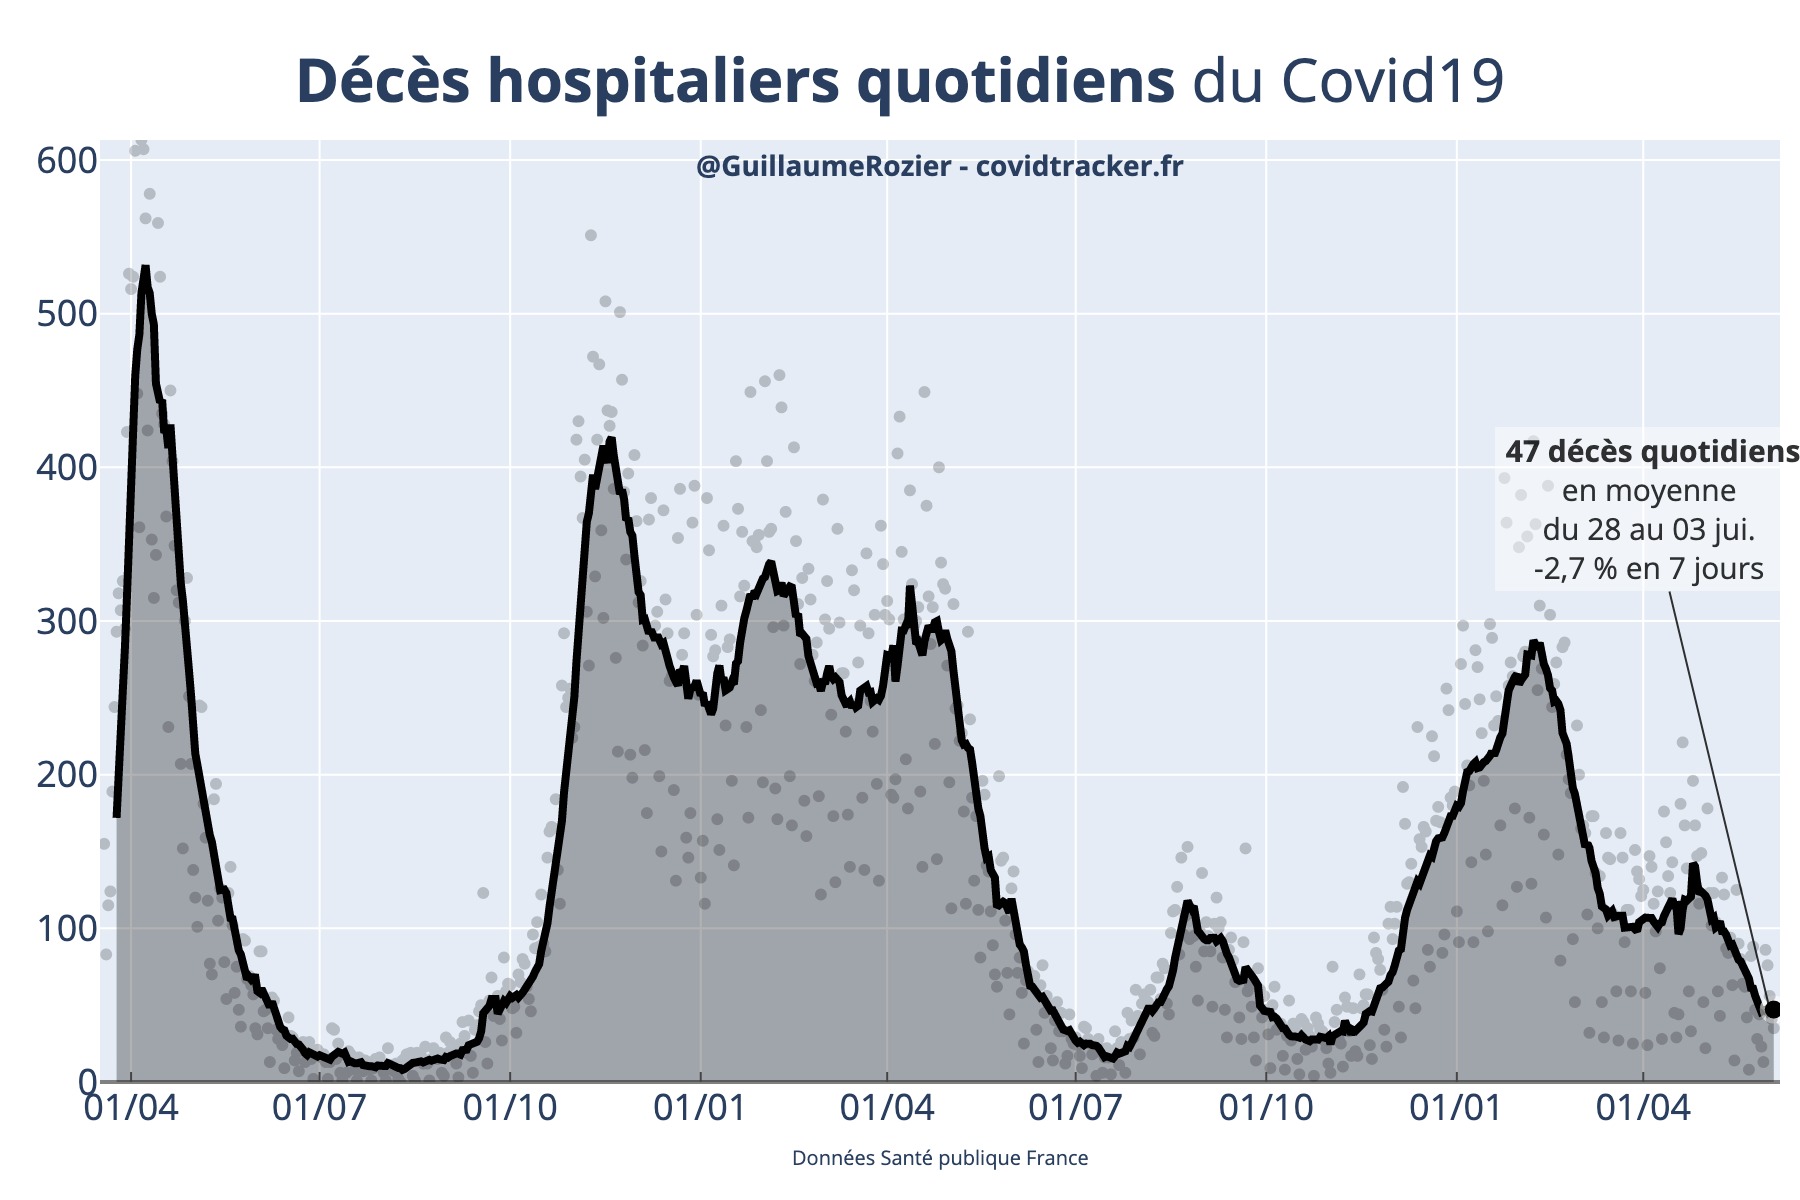 Décès hospitaliers quotidiens du Covid19
@GuillaumeRozier - covidtracker.fr
600
500
400
300
200
100
0
47 décès quotidiens
en moyenne
du 28 au 03 jui.
-2,7 % en 7 jours
01/04 01/07 01/10 01/01 01/04 01/07 01/10 01/01 01/04
Données Santé publique France